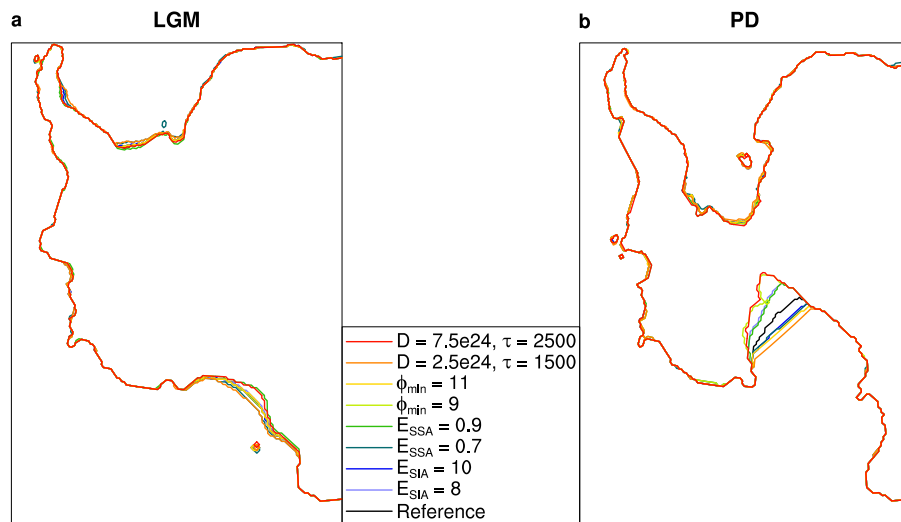 a LGM
b PD
D = 7.5e24, τ = 2500
D = 2.5e24, τ = 1500
ϕmin = 11
ϕmin = 9
ESSA = 0.9
ESSA = 0.7
ESIA = 10
ESIA = 8
Reference